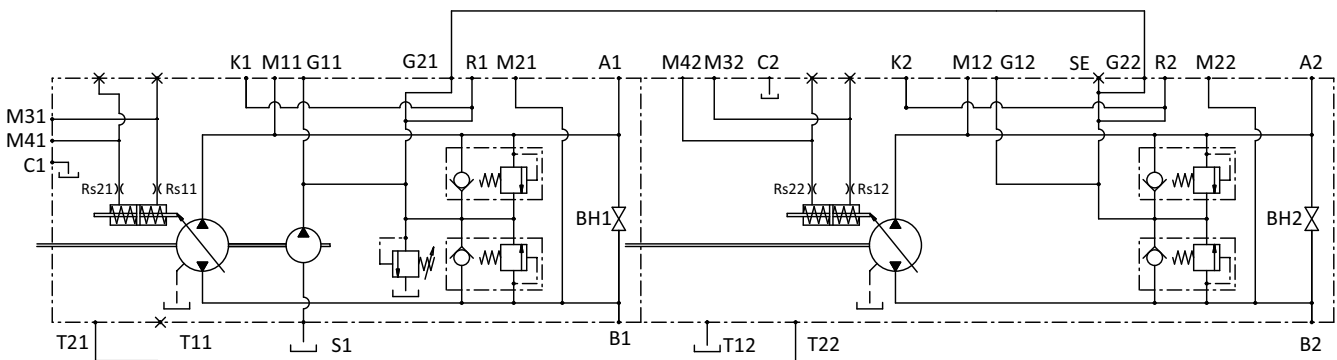 K1 M11 G11 G21 R1 M21 A1 M42 M32 C2 K2 M12 G12 SE G22 R2 M22 A2
M31
M41
C1
Rs21 Rs11 Rs22 Rs12
BH1 BH2
T21 T11 S1 B1 T12 T22 B2